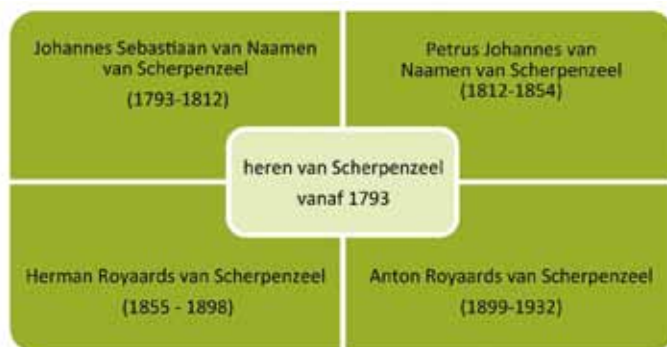 Johannes Sebastiaan van Naamen
van Scherpenzeel
(1793-1812)
Petrus Johannes van
Naamen van Scherpenzeel
(1812-1854)
heren van Scherpenzeel
vanaf 1793
Herman Royaards van Scherpenzeel
(1855 - 1898)
Anton Royaards van Scherpenzeel
(1899-1932)